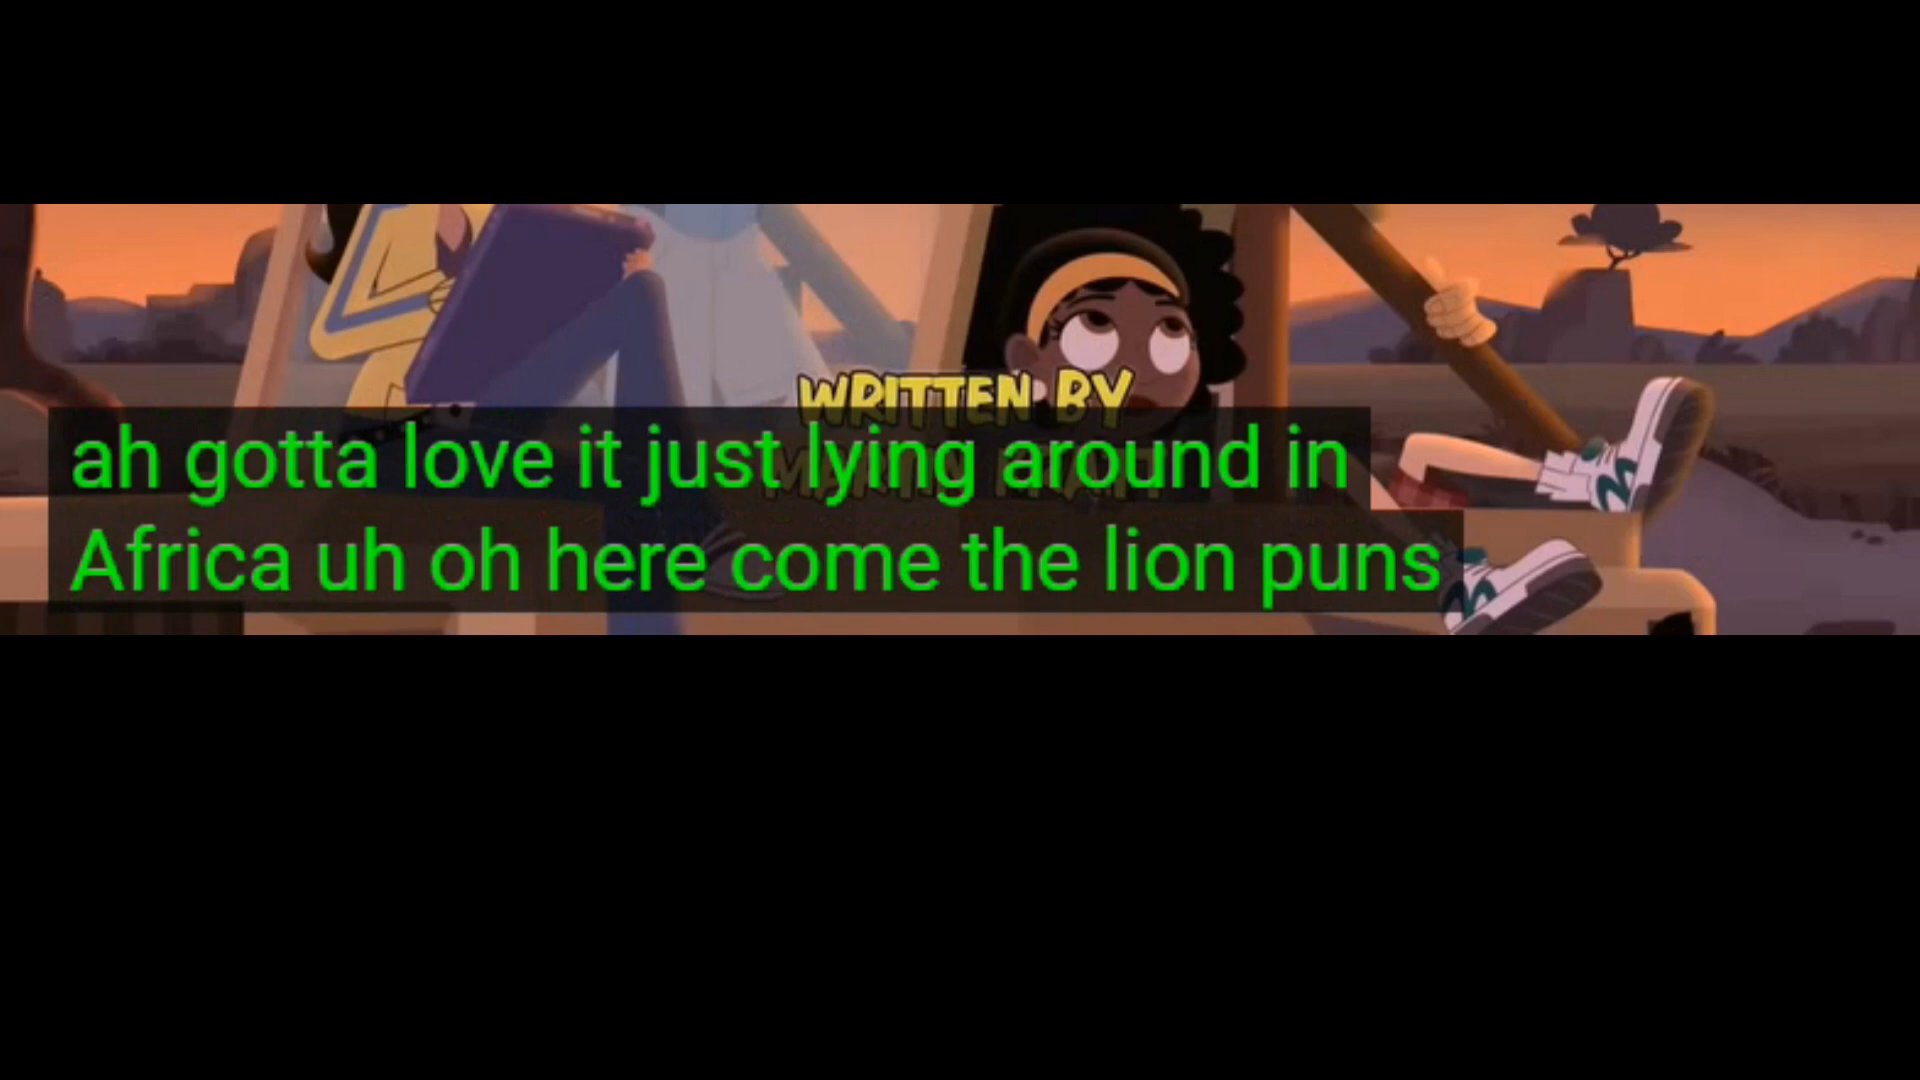 WRITTEN BY
ah gotta love it just lying around in
Africa uh oh here come the lion puns